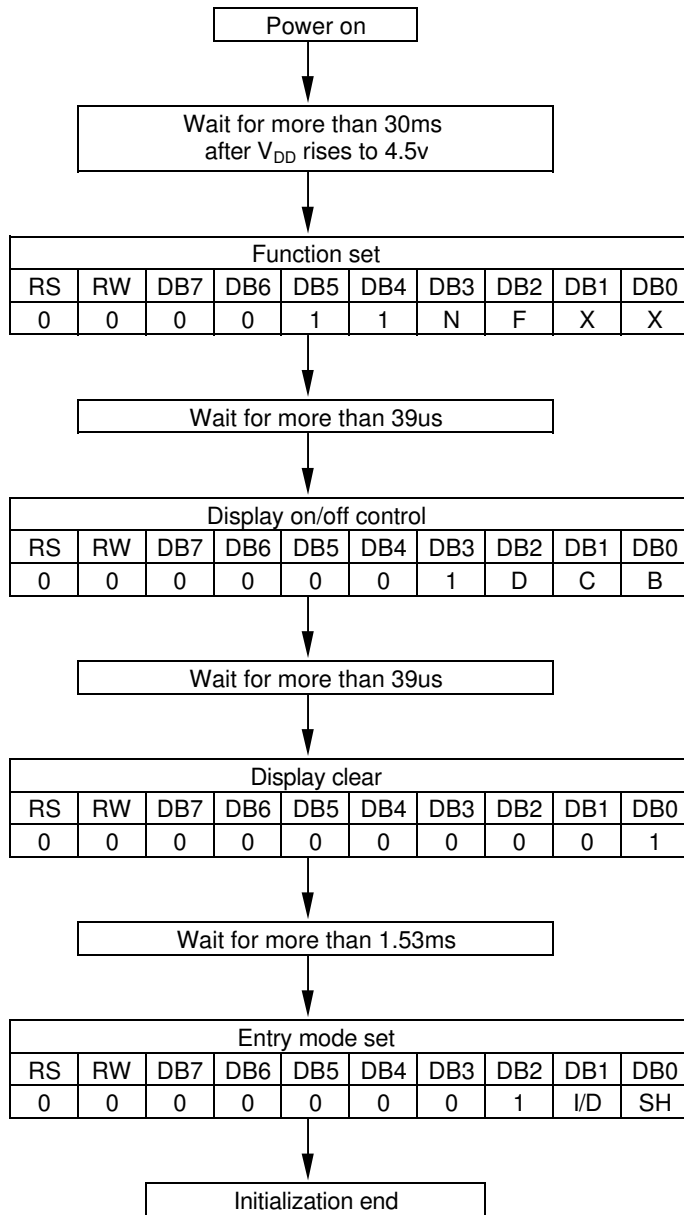 Power on
Wait for more than 30ms
after VDD rises to 4.5v
Function set
RS RW DB7 DB6 DB5 DB4 DB3 DB2 DB1 DB0
0 0 0 0 1 1 N F X X
Wait for more than 39us
Display on/off control
RS RW DB7 DB6 DB5 DB4 DB3 DB2 DB1 DB0
0 0 0 0 0 0 1 D C B
Wait for more than 39us
Display clear
RS RW DB7 DB6 DB5 DB4 DB3 DB2 DB1 DB0
0 0 0 0 0 0 0 0 0 1
Wait for more than 1.53ms
Entry mode set
RS RW DB7 DB6 DB5 DB4 DB3 DB2 DB1 DB0
0 0 0 0 0 0 0 1 I/D SH
Initialization end